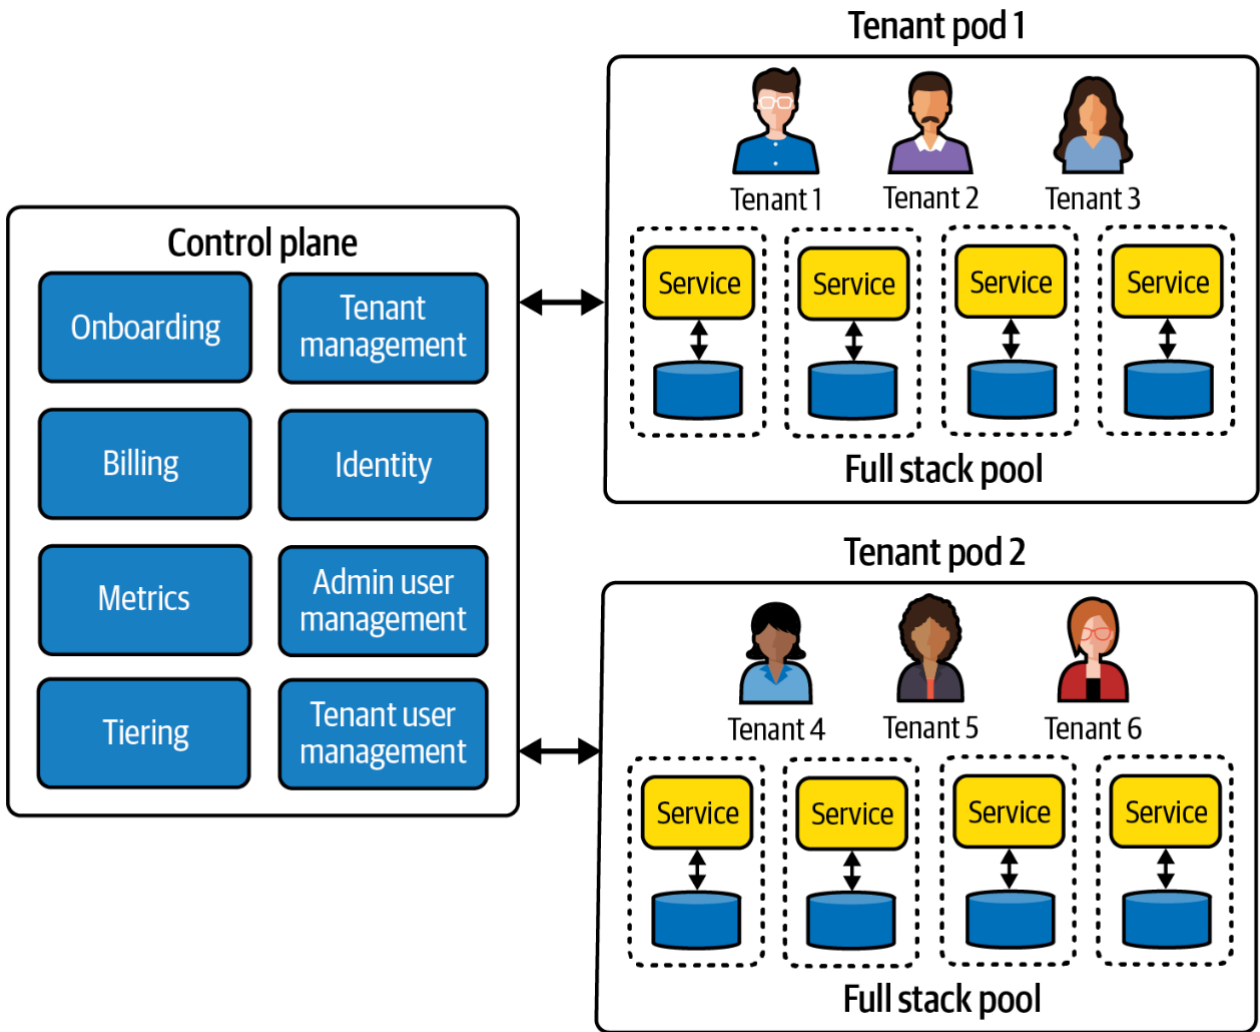 Tenant pod 1
Tenant 1
Tenant 2
Tenant 3
Service
Service
Service
Service
Full stack pool
Control plane
Onboarding
Tenant
management
Billing
Identity
Metrics
Admin user
management
Tiering
Tenant user
management
Tenant pod 2
Tenant 4
Tenant 5
Tenant 6
Service
Service
Service
Service
Full stack pool